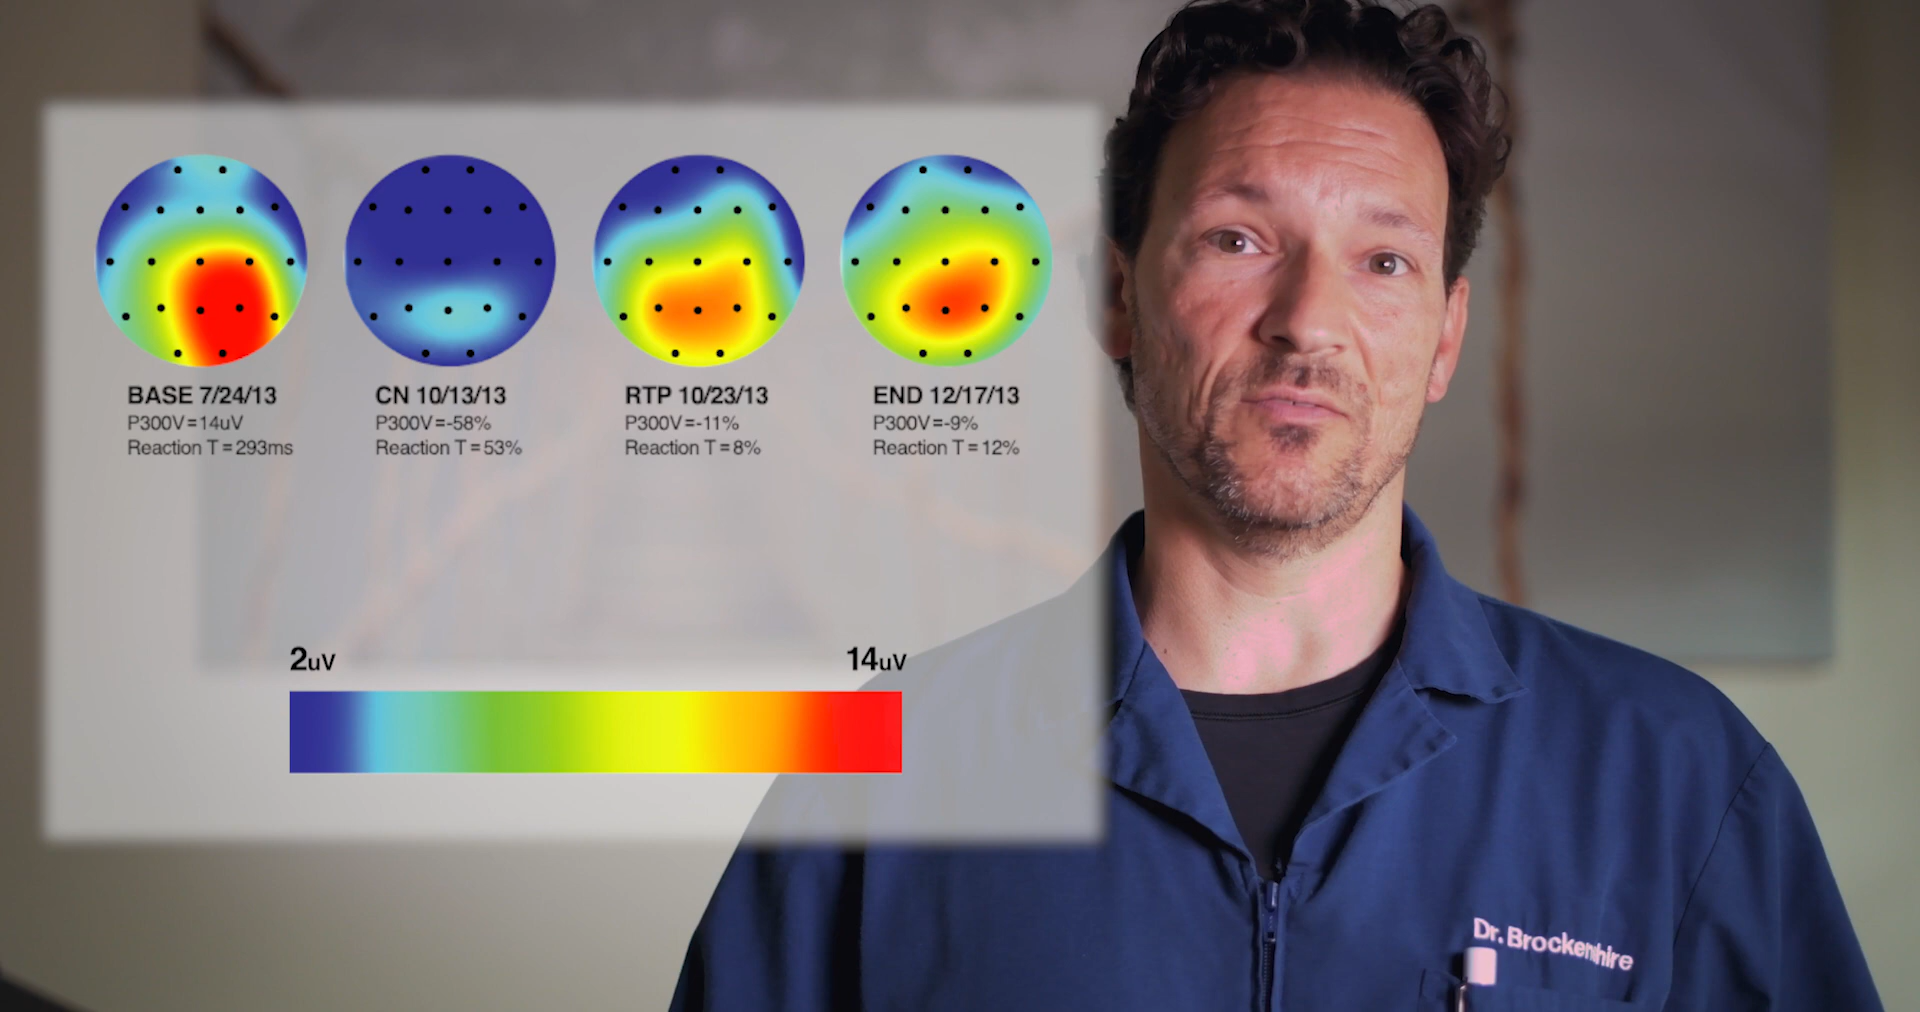 BASE 7/24/13
P300V=14uV
Reaction T=293ms
CN 10/13/13
P300V=-58%
Reaction T=53%
RTP 10/23/13
P300V=-11%
Reaction T=8%
END 12/17/13
P300V=-9%
Reaction T=12%
2uV
14uV
Dr. Brockenshire